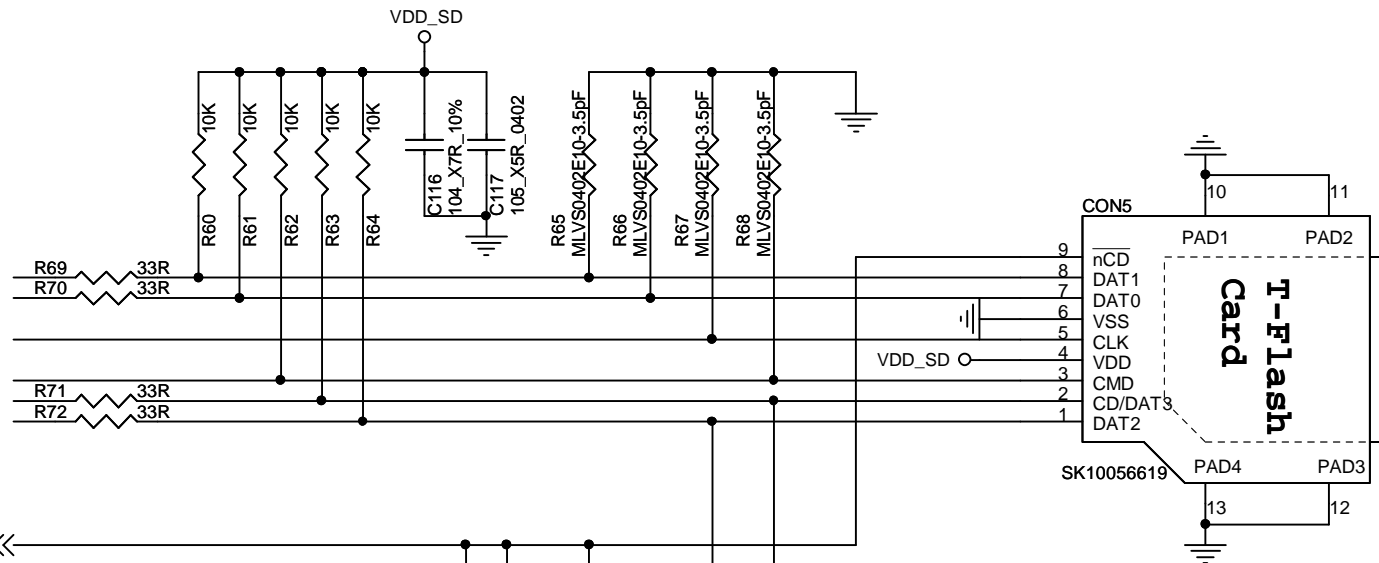 VDD_SD
10K
10K
10K
10K
10K
R60
R61
R62
R63
R64
C116
104_X7R_10%
C117
105_X5R_0402
R65
MLVS0402E10-3.5pF
R66
MLVS0402E10-3.5pF
R67
MLVS0402E10-3.5pF
R68
MLVS0402E10-3.5pF
R69 33R
R70 33R
R71 33R
R72 33R
CON5
10
11
PAD1
PAD2
9 nCD
8 DAT1
7 DAT0
6 VSS
5 CLK
VDD_SD
4 VDD
3 CMD
2 CD/DAT3
1 DAT2
T-Flash
Card
SK10056619
PAD4
PAD3
13
12